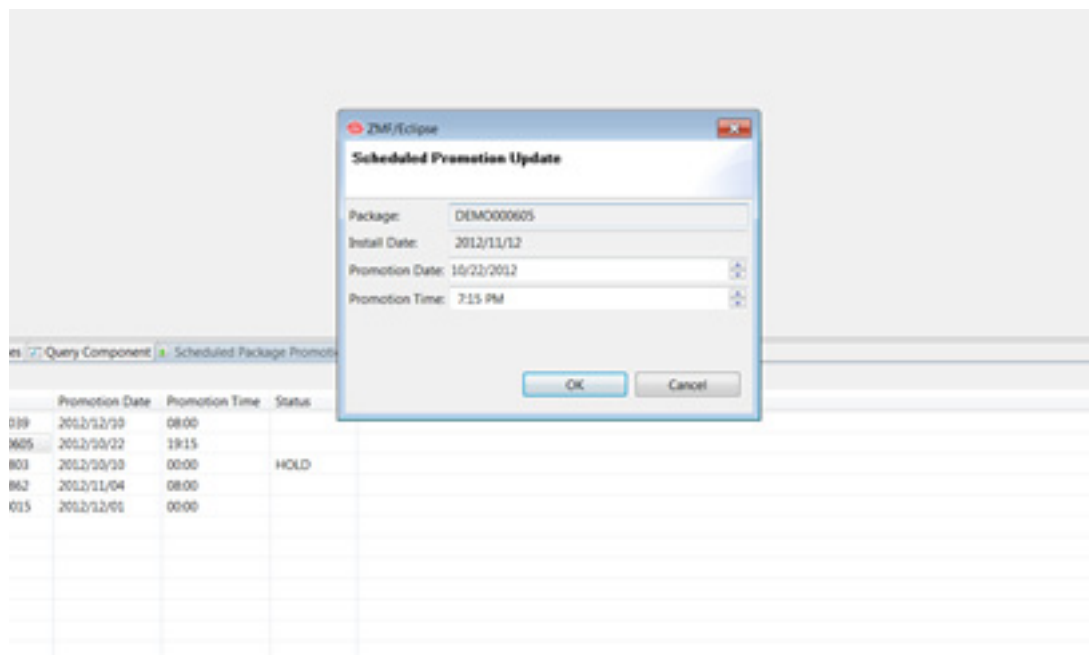 ZMF/Eclipse
Scheduled Promotion Update
Package: DEMO000605
Install Date: 2012/11/12
Promotion Date: 10/22/2012
Promotion Time: 7:15 PM
OK Cancel
es Query Component Scheduled Package Promoti
Promotion Date Promotion Time Status
039 2012/12/10 08:00
0605 2012/10/22 19:15
803 2012/10/10 00:00 HOLD
862 2012/11/04 08:00
015 2012/12/01 00:00